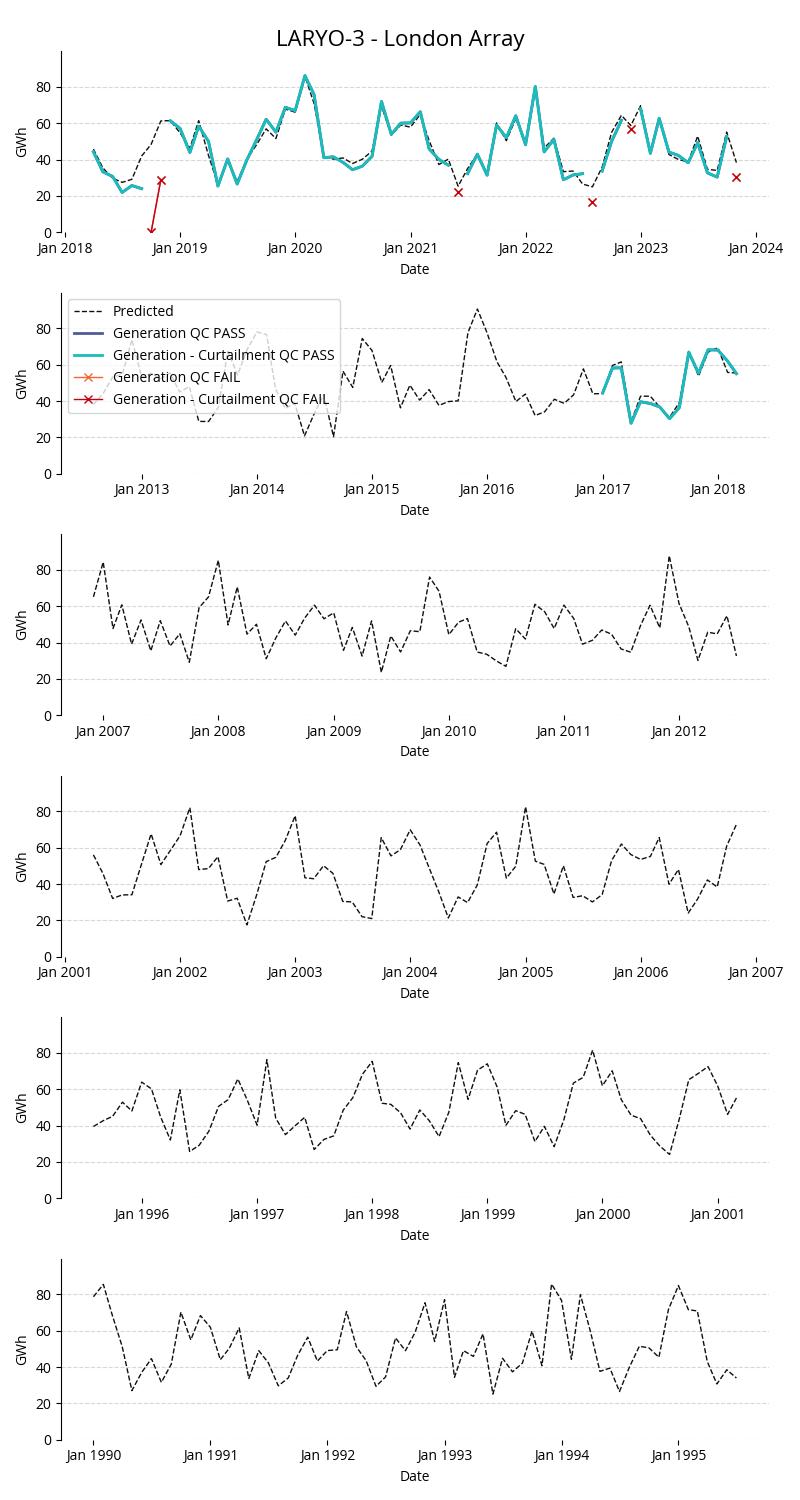 LARYO-3 - London Array
GWh
80
60
40
20
0
Jan 2018 Jan 2019 Jan 2020 Jan 2021 Jan 2022 Jan 2023 Jan 2024
Date
Predicted
Generation QC PASS
Generation - Curtailment QC PASS
Generation QC FAIL
Generation - Curtailment QC FAIL
GWh
80
60
40
20
0
Jan 2013 Jan 2014 Jan 2015 Jan 2016 Jan 2017 Jan 2018
Date
GWh
80
60
40
20
0
Jan 2007 Jan 2008 Jan 2009 Jan 2010 Jan 2011 Jan 2012
Date
GWh
80
60
40
20
0
Jan 2001 Jan 2002 Jan 2003 Jan 2004 Jan 2005 Jan 2006 Jan 2007
Date
GWh
80
60
40
20
0
Jan 1996 Jan 1997 Jan 1998 Jan 1999 Jan 2000 Jan 2001
Date
GWh
80
60
40
20
0
Jan 1990 Jan 1991 Jan 1992 Jan 1993 Jan 1994 Jan 1995
Date